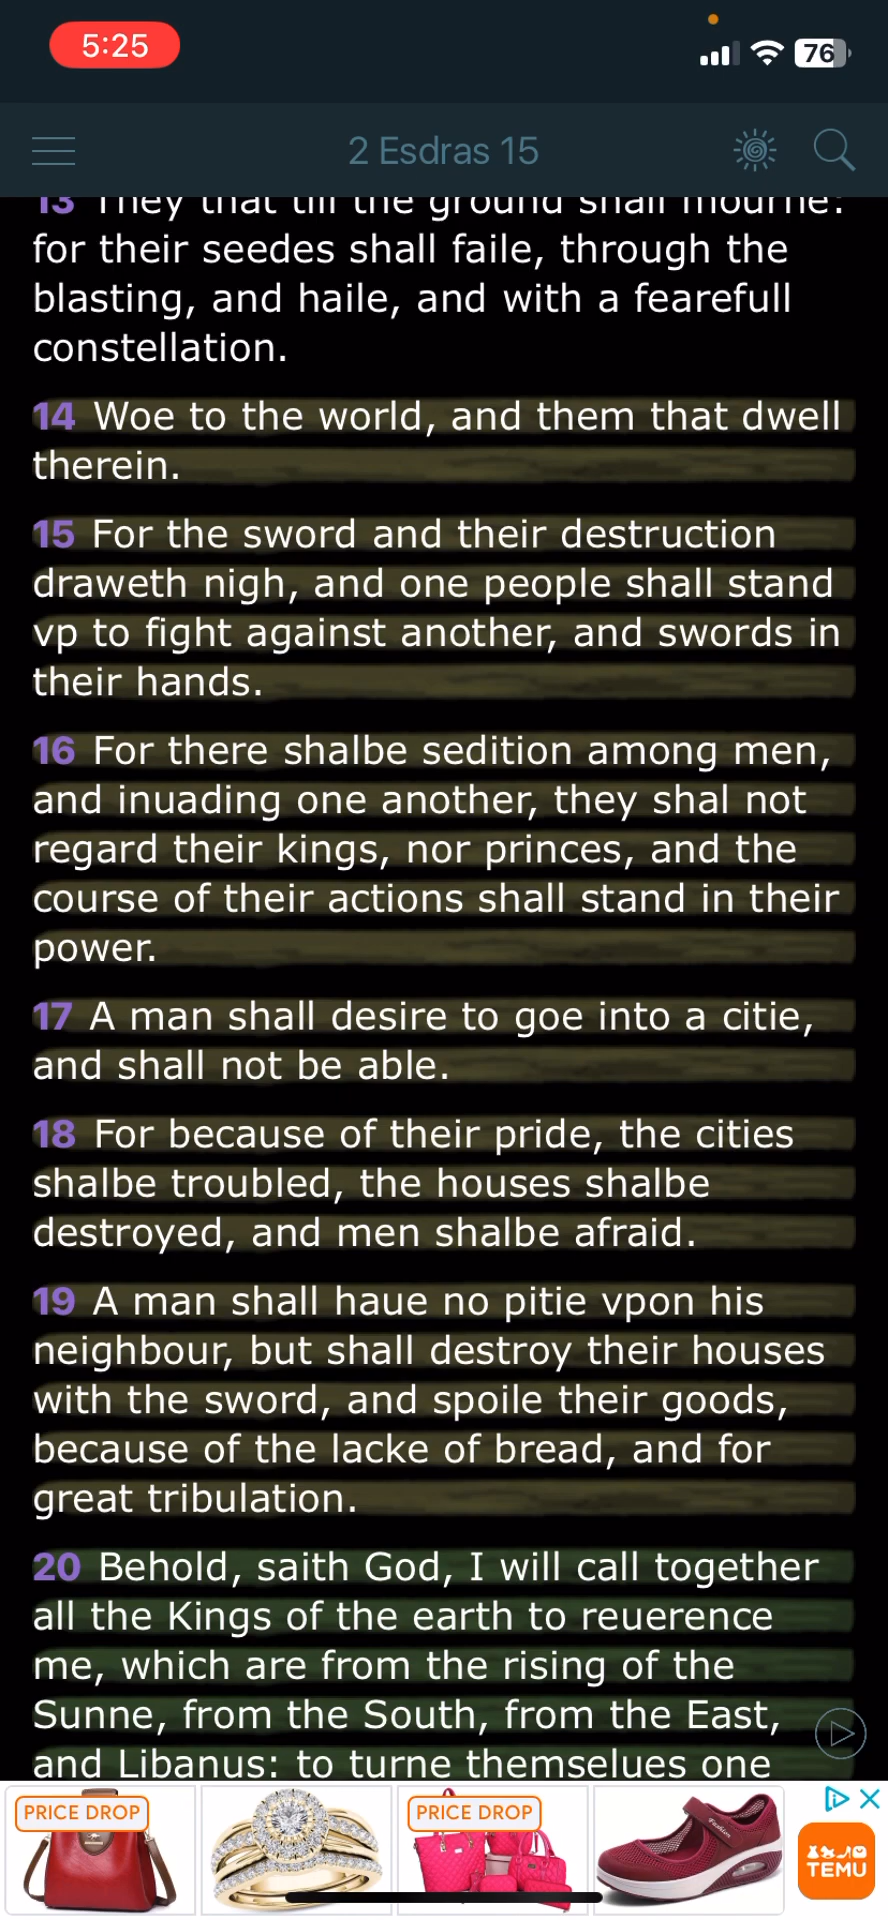 5:25
76
2 Esdras 15
13 They that till the ground shall mourne:
for their seedes shall faile, through the
blasting, and haile, and with a fearefull
constellation.
14 Woe to the world, and them that dwell
therein.
15 For the sword and their destruction
draweth nigh, and one people shall stand
vp to fight against another, and swords in
their hands.
16 For there shalbe sedition among men,
and inuading one another, they shal not
regard their kings, nor princes, and the
course of their actions shall stand in their
power.
17 A man shall desire to goe into a citie,
and shall not be able.
18 For because of their pride, the cities
shalbe troubled, the houses shalbe
destroyed, and men shalbe afraid.
19 A man shall haue no pitie vpon his
neighbour, but shall destroy their houses
with the sword, and spoile their goods,
because of the lacke of bread, and for
great tribulation.
20 Behold, saith God, I will call together
all the Kings of the earth to reuerence
me, which are from the rising of the
Sunne, from the South, from the East,
and Libanus: to turne themselues one
PRICE DROP
PRICE DROP
TEMU